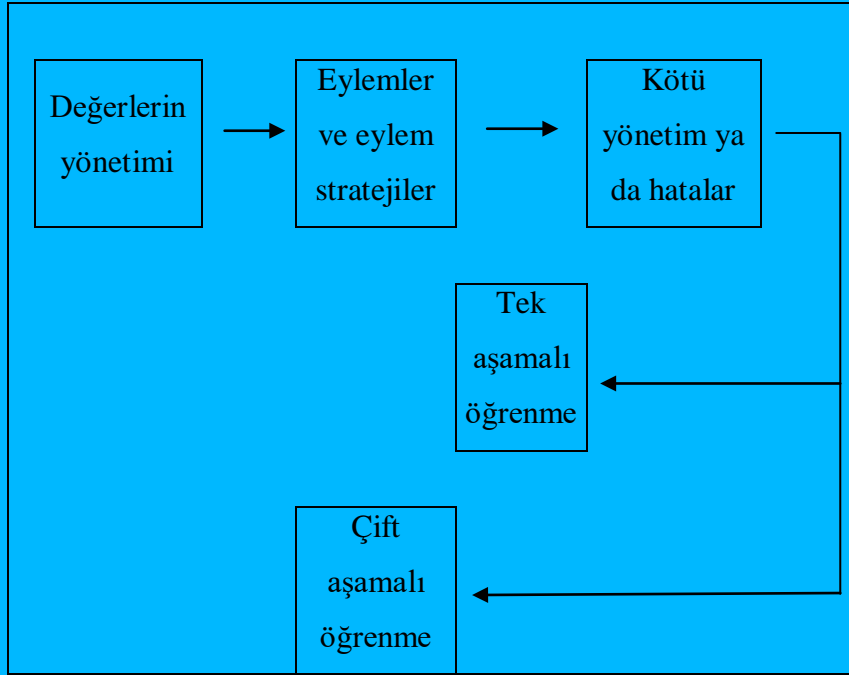 Değerlerin
yönetimi
Eylemler
ve eylem
stratejiler
Kötü
yönetim ya
da hatalar
Tek
aşamalı
öğrenme
Çift
aşamalı
öğrenme